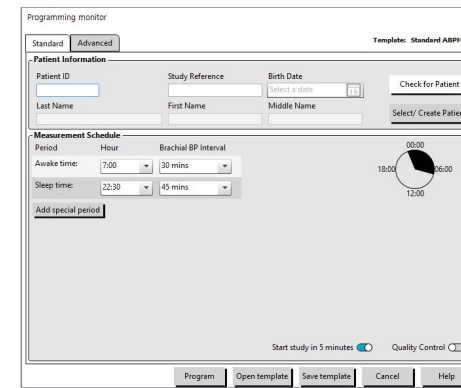 Programming monitor
Template: Standard ABPM
Standard Advanced
Patient Information
Patient ID Study Reference Birth Date
Select a date 15 Check for Patient
Last Name First Name Middle Name
Select/ Create Patie
Measurement Schedule
Period Hour Brachial BP Interval
00:00
Awake time: 7:00 30 mins
18:00 06:00
Sleep time: 22:30 45 mins
12:00
Add special period
Start study in 5 minutes Quality Control
Program Open template Save template Cancel Help